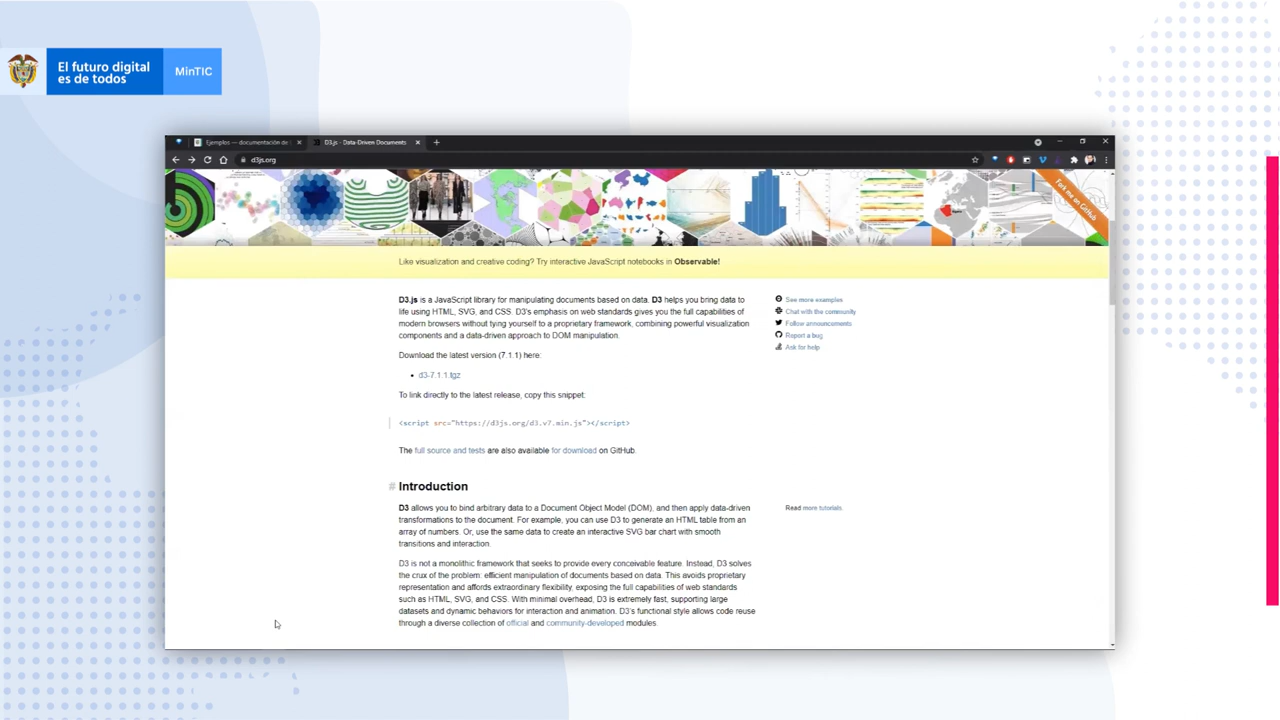 El futuro digital
es de todos
MinTIC
Ejemplos — documentación de
D3.js - Data-Driven Documents
d3js.org
Fork me on GitHub
Like visualization and creative coding? Try interactive JavaScript notebooks in Observable!
D3.js is a JavaScript library for manipulating documents based on data. D3 helps you bring data to
life using HTML, SVG, and CSS. D3's emphasis on web standards gives you the full capabilities of
modern browsers without tying yourself to a proprietary framework, combining powerful visualization
components and a data-driven approach to DOM manipulation.
See more examples
Chat with the community
Follow announcements
Report a bug
Ask for help
Download the latest version (7.1.1) here:
• d3-7.1.1.tgz
To link directly to the latest release, copy this snippet:
<script src="https://d3js.org/d3.v7.min.js"></script>
The full source and tests are also available for download on GitHub.
# Introduction
D3 allows you to bind arbitrary data to a Document Object Model (DOM), and then apply data-driven
transformations to the document. For example, you can use D3 to generate an HTML table from an
array of numbers. Or, use the same data to create an interactive SVG bar chart with smooth
transitions and interaction.
Read more tutorials.
D3 is not a monolithic framework that seeks to provide every conceivable feature. Instead, D3 solves
the crux of the problem: efficient manipulation of documents based on data. This avoids proprietary
representation and affords extraordinary flexibility, exposing the full capabilities of web standards
such as HTML, SVG, and CSS. With minimal overhead, D3 is extremely fast, supporting large
datasets and dynamic behaviors for interaction and animation. D3's functional style allows code reuse
through a diverse collection of official and community-developed modules.